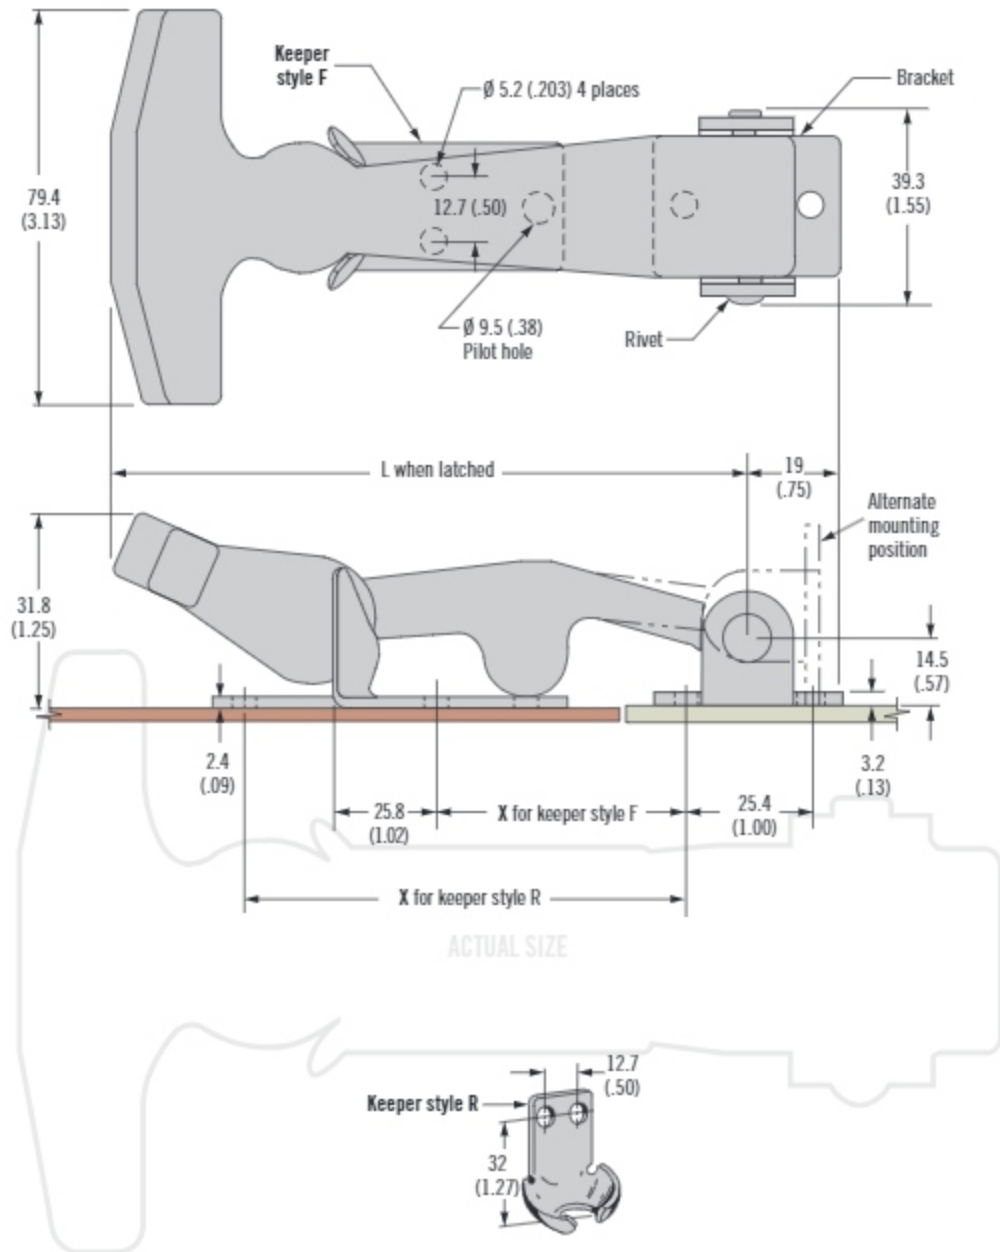 Keeper
style F
Ø 5.2 (.203) 4 places
Bracket
79.4
(3.13)
12.7 (.50)
39.3
(1.55)
Ø 9.5 (.38)
Pilot hole
Rivet
L when latched
19
(.75)
Alternate
mounting
position
31.8
(1.25)
14.5
(.57)
2.4
(.09)
3.2
(.13)
25.8
(1.02)
X for keeper style F
25.4
(1.00)
X for keeper style R
ACTUAL SIZE
12.7
(.50)
Keeper style R
32
(1.27)